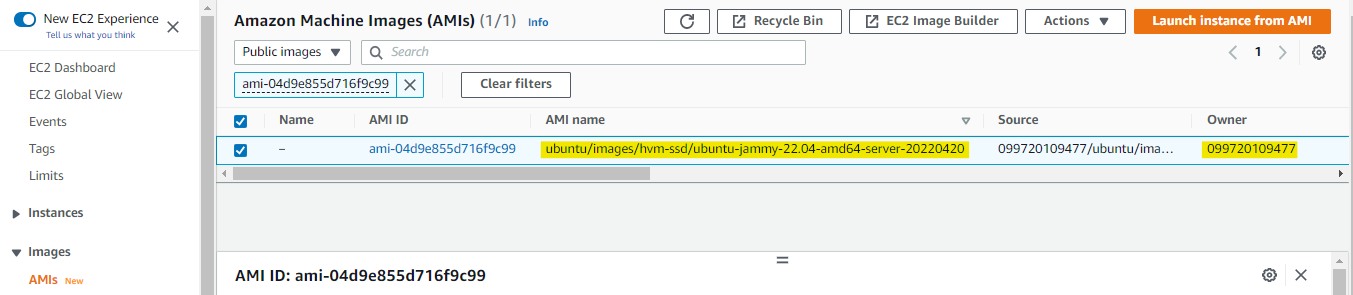 New EC2 Experience
Tell us what you think
EC2 Dashboard
EC2 Global View
Events
Tags
Limits
Instances
Images
AMIs New
Amazon Machine Images (AMIs) (1/1) Info
Recycle Bin
EC2 Image Builder
Actions
Launch instance from AMI
Public images
Search
1
ami-04d9e855d716f9c99
Clear filters
Name AMI ID AMI name Source Owner
– ami-04d9e855d716f9c99 ubuntu/images/hvm-ssd/ubuntu-jammy-22.04-amd64-server-20220420 099720109477/ubuntu/ima... 099720109477
AMI ID: ami-04d9e855d716f9c99